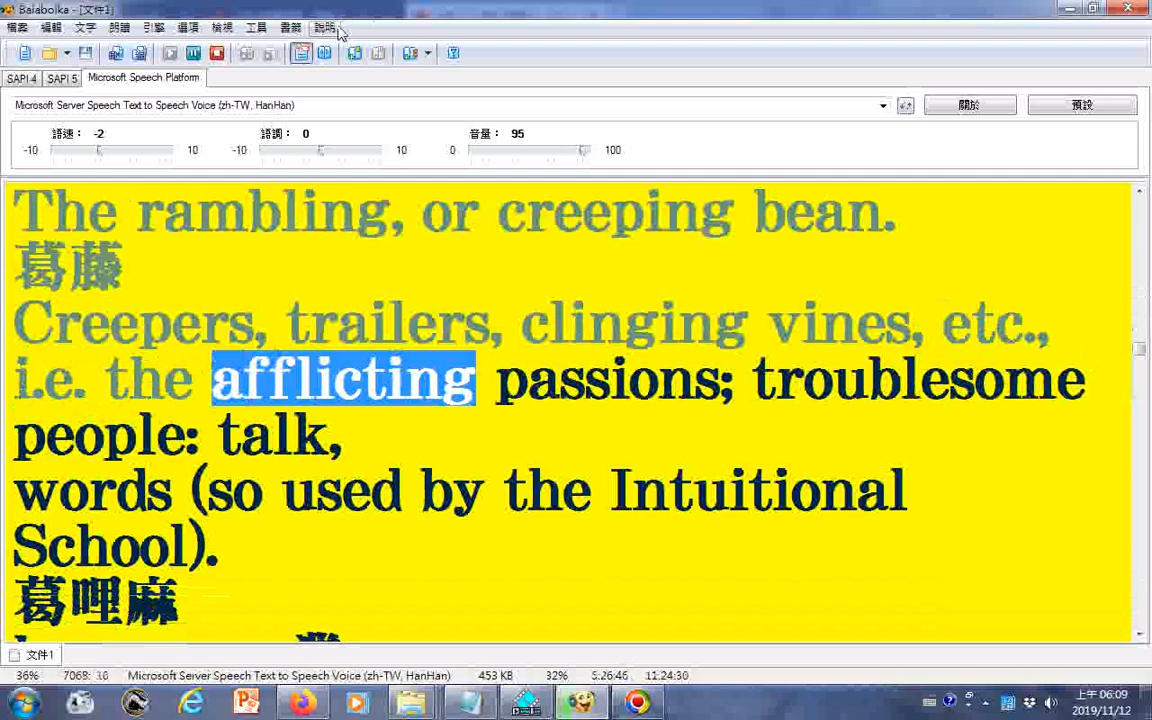 Balabolka - [文件1]
檔案 編輯 文字 朗讀 引擎 選項 檢視 工具 書籤 說明
SAPI 4 SAPI 5 Microsoft Speech Platform
Microsoft Server Speech Text to Speech Voice (zh-TW, HanHan) 關於 預設
語速： -2 語調： 0 音量： 95
-10 10 -10 10 0 100
The rambling, or creeping bean.
葛藤
Creepers, trailers, clinging vines, etc.,
i.e. the afflicting passions; troublesome
people: talk,
words (so used by the Intuitional
School).
葛哩麻
文件1
36% 7068: 10 Microsoft Server Speech Text to Speech Voice (zh-TW, HanHan) 453 KB 32% 5:26:46 11:24:30
上午 06:09
2019/11/12